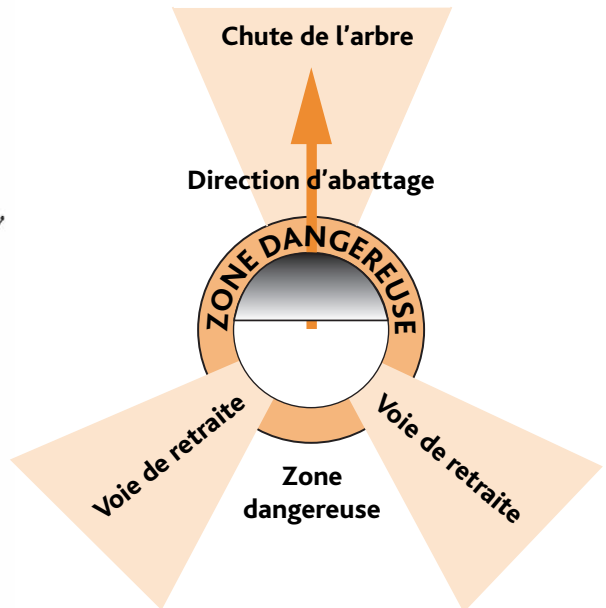 Chute de l'arbre
Direction d'abattage
ZONE DANGEREUSE
Voie de retraite
Voie de retraite
Zone
dangereuse